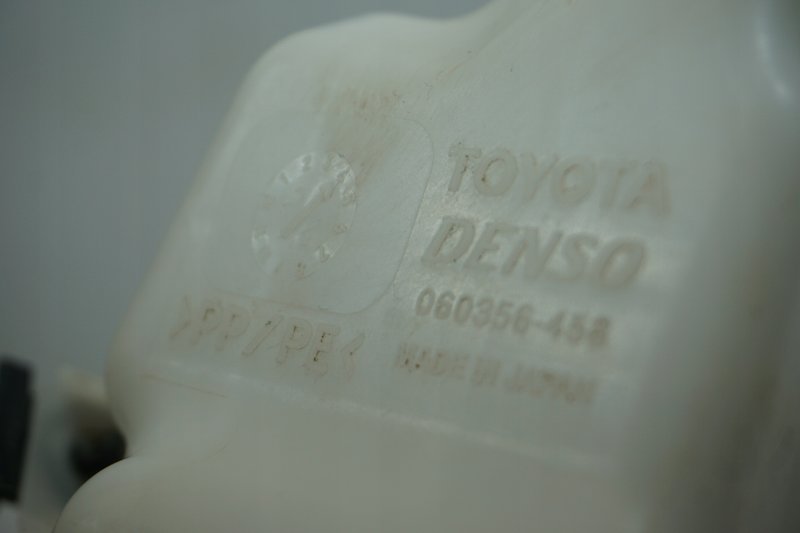 TOYOTA
DENSO
060356-458
MADE IN JAPAN
>PP/PE<